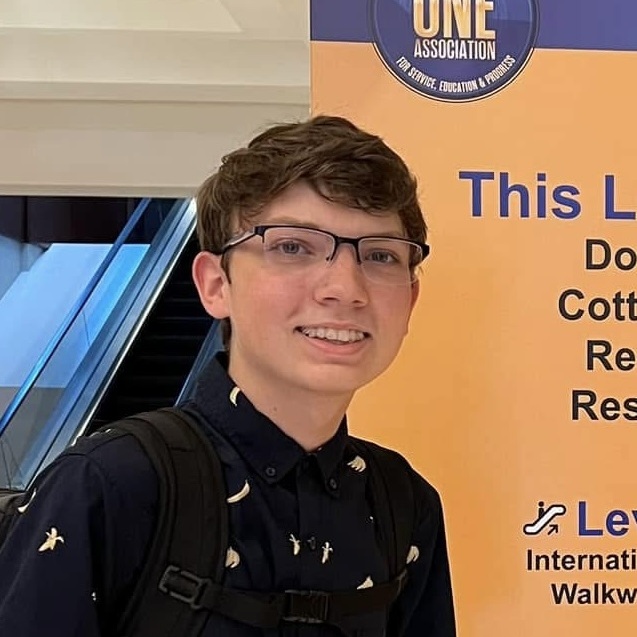 ONE
ASSOCIATION
FOR SERVICE, EDUCATION & PROGRESS
This L
Do
Cott
Re
Res
Lev
Internati
Walkw